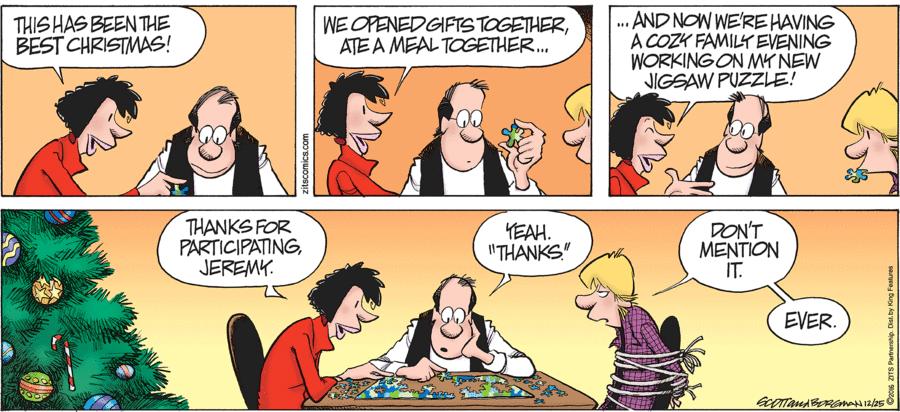 THIS HAS BEEN THE
BEST CHRISTMAS!
WE OPENED GIFTS TOGETHER,
ATE A MEAL TOGETHER...
zitscomics.com
...AND NOW WE'RE HAVING
A COZY FAMILY EVENING
WORKING ON MY NEW
JIGSAW PUZZLE!
THANKS FOR
PARTICIPATING,
JEREMY.
YEAH.
"THANKS."
DON'T
MENTION
IT.
EVER.
SCOTT AND BORGMAN 12/25
©2016 ZITS Partnership. Dist. by King Features